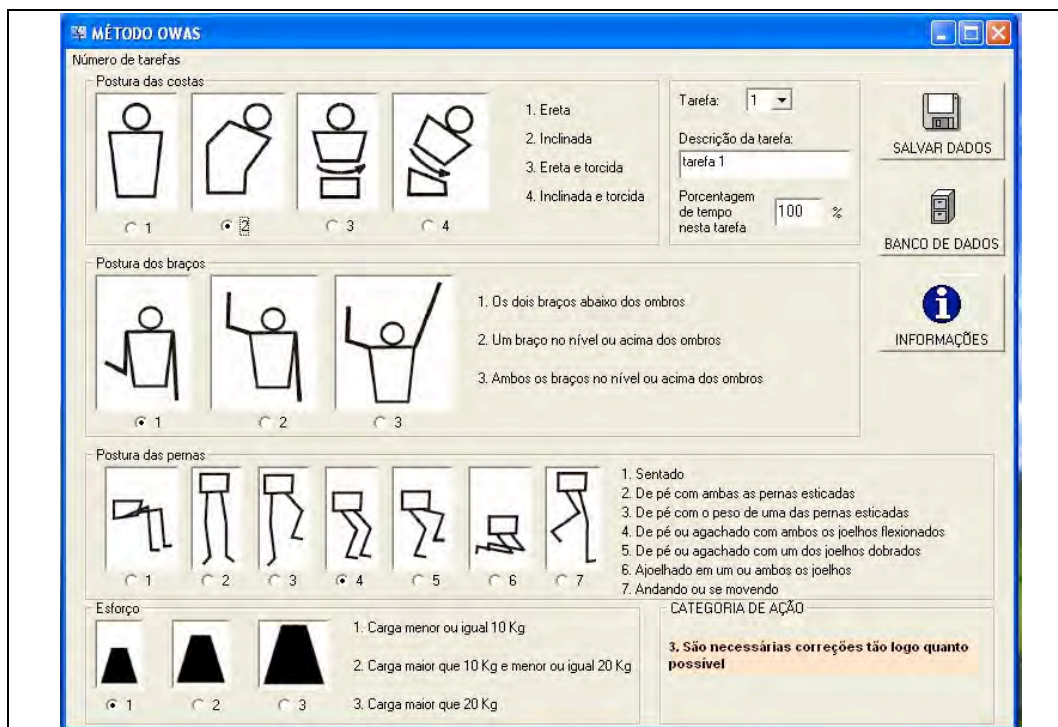 MÉTODO OWAS
Número de tarefas
Postura das costas
1. Ereta
2. Inclinada
3. Ereta e torcida
4. Inclinada e torcida
1 2 3 4
Tarefa: 1
Descrição da tarefa:
tarefa 1
Porcentagem
de tempo
nesta tarefa
100 %
SALVAR DADOS
BANCO DE DADOS
INFORMAÇÕES
Postura dos braços
1. Os dois braços abaixo dos ombros
2. Um braço no nível ou acima dos ombros
3. Ambos os braços no nível ou acima dos ombros
1 2 3
Postura das pernas
1. Sentado
2. De pé com ambas as pernas esticadas
3. De pé com o peso de uma das pernas esticadas
4. De pé ou agachado com ambos os joelhos flexionados
5. De pé ou agachado com um dos joelhos dobrados
6. Ajoelhado em um ou ambos os joelhos
7. Andando ou se movendo
1 2 3 4 5 6 7
Esforço
1. Carga menor ou igual 10 Kg
2. Carga maior que 10 Kg e menor ou igual 20 Kg
3. Carga maior que 20 Kg
1 2 3
CATEGORIA DE AÇÃO
3. São necessárias correções tão logo quanto
possível